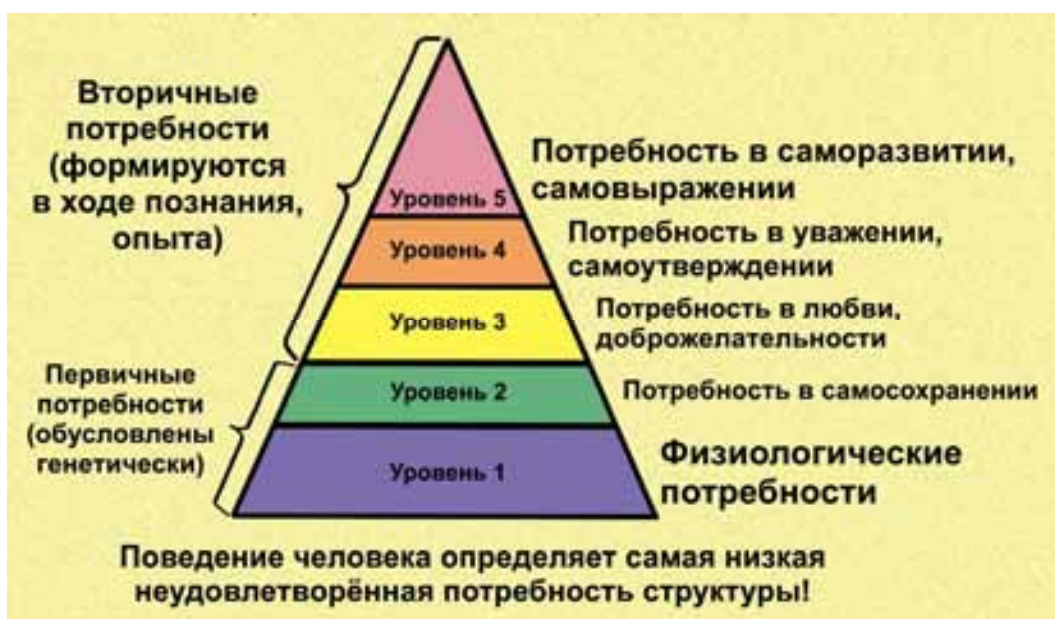 Вторичные
потребности
(формируются
в ходе познания,
опыта)
Первичные
потребности
(обусловлены
генетически)
Уровень 5
Уровень 4
Уровень 3
Уровень 2
Уровень 1
Потребность в саморазвитии,
самовыражении
Потребность в уважении,
самоутверждении
Потребность в любви,
доброжелательности
Потребность в самосохранении
Физиологические
потребности
Поведение человека определяет самая низкая
неудовлетворённая потребность структуры!